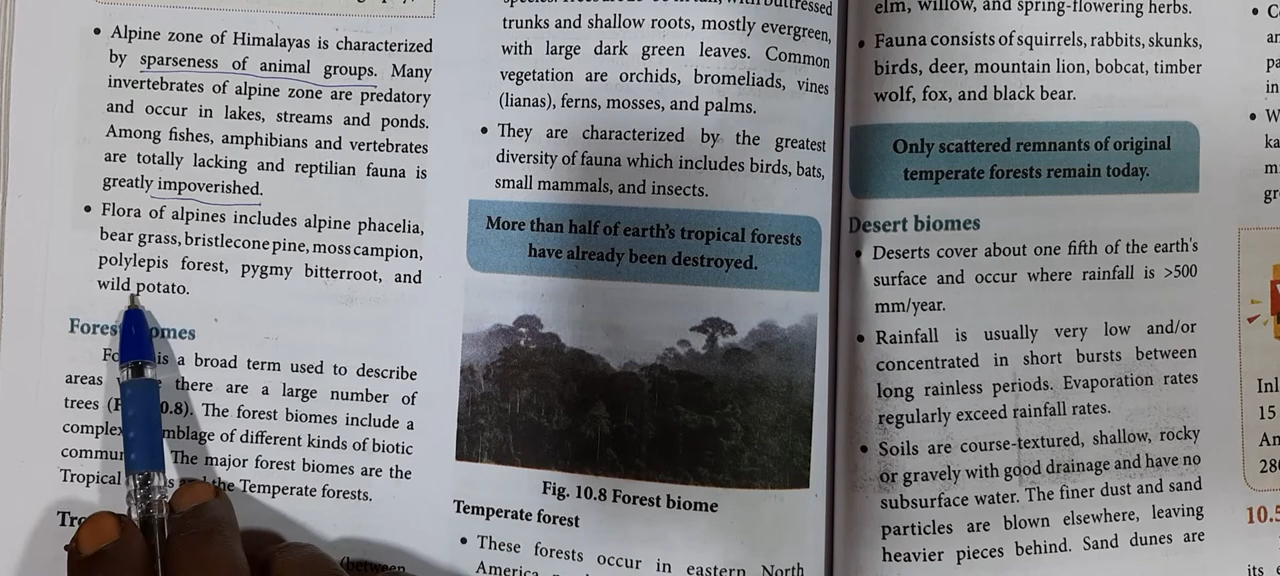 • Alpine zone of Himalayas is characterized
by sparseness of animal groups. Many
invertebrates of alpine zone are predatory
and occur in lakes, streams and ponds.
Among fishes, amphibians and vertebrates
are totally lacking and reptilian fauna is
greatly impoverished.
• Flora of alpines includes alpine phacelia,
bear grass, bristlecone pine, moss campion,
polylepis forest, pygmy bitterroot, and
wild potato.
is a broad term used to describe
areas there are a large number of
trees 0.8). The forest biomes include a
of different kinds of biotic
The major forest biomes are the
Tropical the Temperate forests.
(between
trunks and shallow roots, mostly evergreen,
with large dark green leaves. Common
vegetation are orchids, bromeliads, vines
(lianas), ferns, mosses, and palms.
• They are characterized by the greatest
diversity of fauna which includes birds, bats,
small mammals, and insects.
More than half of earth's tropical forests
have already been destroyed.
Fig. 10.8 Forest biome
Temperate forest
• These forests occur in eastern North
America
elm, willow, and spring-flowering herbs.
• Fauna consists of squirrels, rabbits, skunks,
birds, deer, mountain lion, bobcat, timber
wolf, fox, and black bear.
Only scattered remnants of original
temperate forests remain today.
Desert biomes
• Deserts cover about one fifth of the earth's
surface and occur where rainfall is >500
mm/year.
• Rainfall is usually very low and/or
concentrated in short bursts between
long rainless periods. Evaporation rates
regularly exceed rainfall rates.
• Soils are course-textured, shallow, rocky
or gravely with good drainage and have no
subsurface water. The finer dust and sand
particles are blown elsewhere, leaving
heavier pieces behind. Sand dunes are